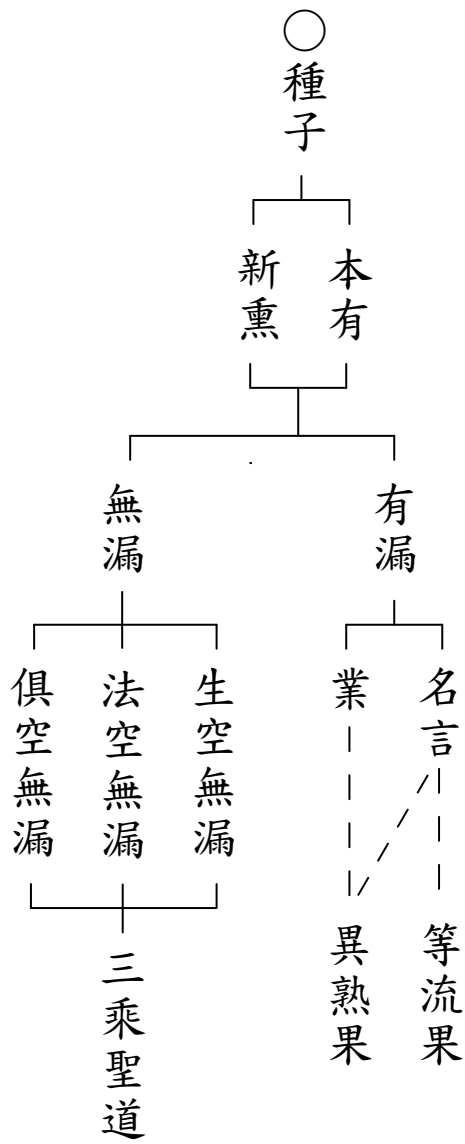 ○種子
本有
新熏
有漏
無漏
名言
業
生空無漏
法空無漏
俱空無漏
等流果
異熟果
三乘聖道